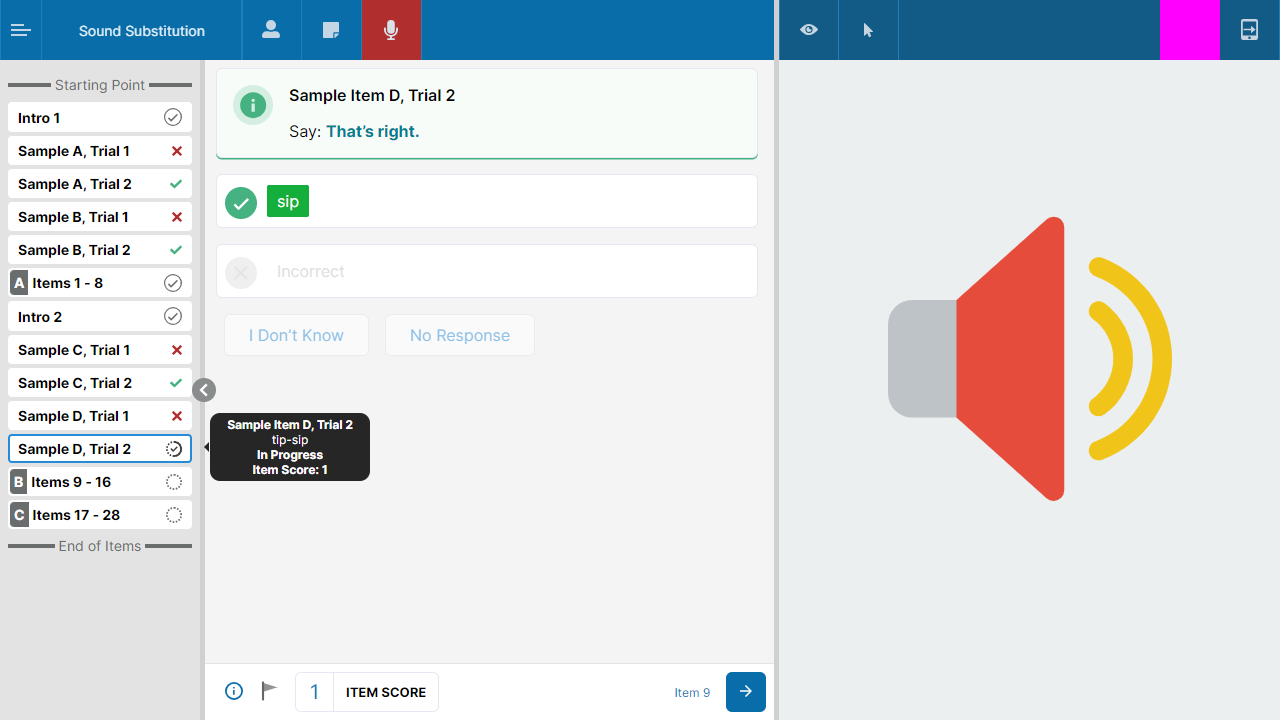 Sound Substitution
Starting Point
Intro 1
Sample A, Trial 1
Sample A, Trial 2
Sample B, Trial 1
Sample B, Trial 2
A Items 1 - 8
Intro 2
Sample C, Trial 1
Sample C, Trial 2
Sample D, Trial 1
Sample D, Trial 2
B Items 9 - 16
C Items 17 - 28
End of Items
Sample Item D, Trial 2
Say: That’s right.
sip
Incorrect
I Don’t Know
No Response
Sample Item D, Trial 2
tip-sip
In Progress
Item Score: 1
1 ITEM SCORE
Item 9